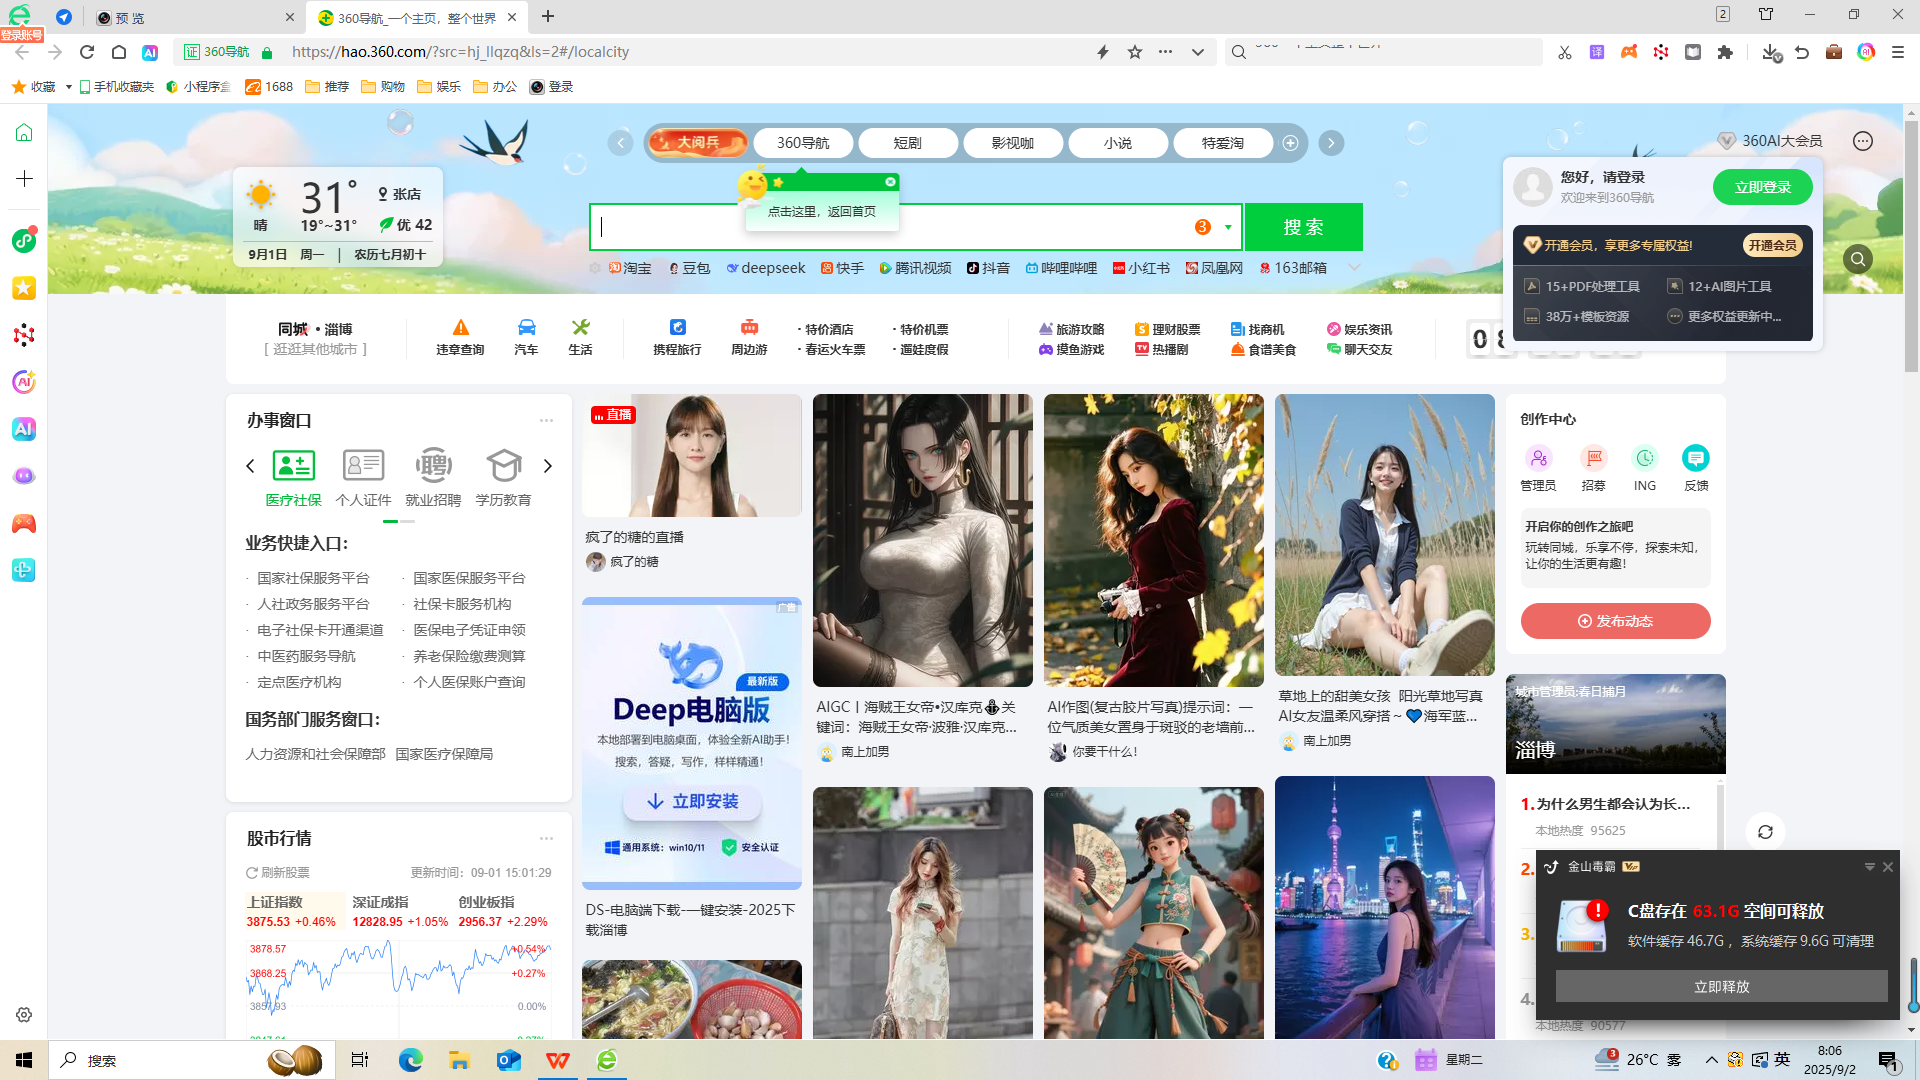 登录账号
预 览
360导航_一个主页，整个世界
2
证 360导航
https://hao.360.com/?src=hj_llqzq&ls=2#/localcity
收藏
手机收藏夹
小程序盒
1688
推荐
购物
娱乐
办公
登录
大阅兵
360导航
短剧
影视咖
小说
特爱淘
360AI大会员
31°
张店
晴
19°~31°
优 42
9月1日 周一 | 农历七月初十
点击这里，返回首页
3
搜索
淘宝
豆包
deepseek
快手
腾讯视频
抖音
哔哩哔哩
小红书
凤凰网
163邮箱
您好，请登录
欢迎来到360导航
立即登录
开通会员，享更多专属权益!
开通会员
15+PDF处理工具
12+AI图片工具
38万+模板资源
更多权益更新中...
同城 · 淄博
[ 逛逛其他城市 ]
违章查询
汽车
生活
携程旅行
周边游
· 特价酒店
· 特价机票
· 春运火车票
· 遛娃度假
旅游攻略
理财股票
找商机
娱乐资讯
摸鱼游戏
热播剧
食谱美食
聊天交友
办事窗口
医疗社保
个人证件
就业招聘
学历教育
业务快捷入口：
· 国家社保服务平台
· 国家医保服务平台
· 人社政务服务平台
· 社保卡服务机构
· 电子社保卡开通渠道
· 医保电子凭证申领
· 中医药服务导航
· 养老保险缴费测算
· 定点医疗机构
· 个人医保账户查询
国务部门服务窗口：
人力资源和社会保障部 国家医疗保障局
股市行情
刷新股票
更新时间：09-01 15:01:29
上证指数
深证成指
创业板指
3875.53 +0.46%
12828.95 +1.05%
2956.37 +2.29%
3878.57
+0.54%
3868.25
+0.27%
3857.93
0.00%
直播
疯了的糖的直播
疯了的糖
广告
最新版
Deep电脑版
本地部署到电脑桌面，体验全新AI助手!
搜索，答疑，写作，样样精通!
立即安装
通用系统：win10/11
安全认证
DS-电脑端下载-一键安装-2025下
载淄博
AIGC丨海贼王女帝•汉库克关
键词：海贼王女帝·波雅·汉库克...
南上加男
AI作图(复古胶片写真)提示词：一
位气质美女置身于斑驳的老墙前...
你要干什么!
草地上的甜美女孩 阳光草地写真
AI女友温柔风穿搭～💙海军蓝...
南上加男
创作中心
管理员
招募
ING
反馈
开启你的创作之旅吧
玩转同城，乐享不停，探索未知，
让你的生活更有趣!
发布动态
城市管理员:春日捕月
淄博
1. 为什么男生都会认为长...
本地热度 95625
2.
3.
4.
本地热度 90577
金山毒霸 VIP
C盘存在 63.1G 空间可释放
软件缓存 46.7G ，系统缓存 9.6G 可清理
立即释放
搜索
星期二
3
26°C 雾
英
8:06
2025/9/2
1